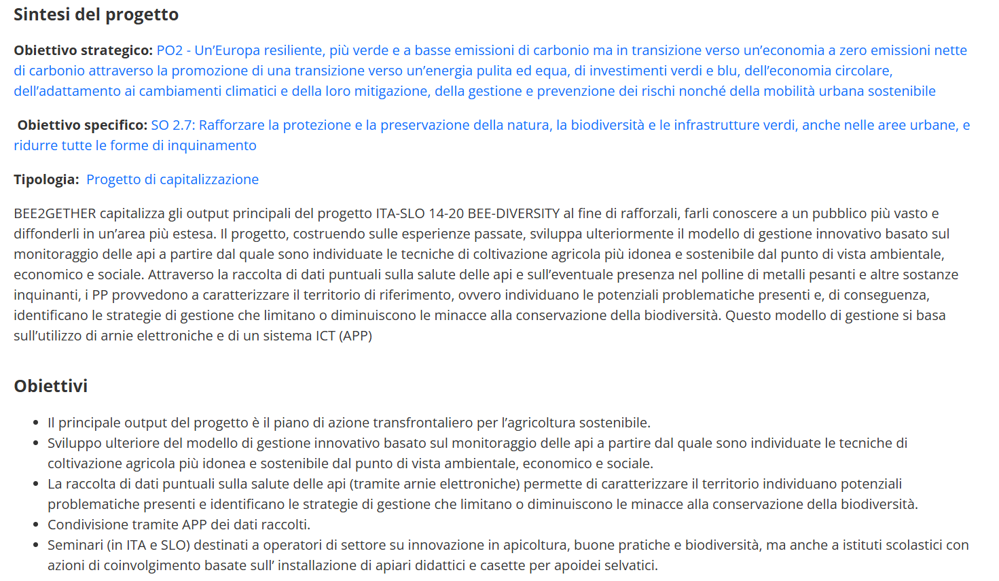 Sintesi del progetto
Obiettivo strategico: PO2 - Un’Europa resiliente, più verde e a basse emissioni di carbonio ma in transizione verso un’economia a zero emissioni nette
di carbonio attraverso la promozione di una transizione verso un’energia pulita ed equa, di investimenti verdi e blu, dell’economia circolare,
dell’adattamento ai cambiamenti climatici e della loro mitigazione, della gestione e prevenzione dei rischi nonché della mobilità urbana sostenibile
Obiettivo specifico: SO 2.7: Rafforzare la protezione e la preservazione della natura, la biodiversità e le infrastrutture verdi, anche nelle aree urbane, e
ridurre tutte le forme di inquinamento
Tipologia: Progetto di capitalizzazione
BEE2GETHER capitalizza gli output principali del progetto ITA-SLO 14-20 BEE-DIVERSITY al fine di rafforzali, farli conoscere a un pubblico più vasto e
diffonderli in un’area più estesa. Il progetto, costruendo sulle esperienze passate, sviluppa ulteriormente il modello di gestione innovativo basato sul
monitoraggio delle api a partire dal quale sono individuate le tecniche di coltivazione agricola più idonea e sostenibile dal punto di vista ambientale,
economico e sociale. Attraverso la raccolta di dati puntuali sulla salute delle api e sull’eventuale presenza nel polline di metalli pesanti e altre sostanze
inquinanti, i PP provvedono a caratterizzare il territorio di riferimento, ovvero individuano le potenziali problematiche presenti e, di conseguenza,
identificano le strategie di gestione che limitano o diminuiscono le minacce alla conservazione della biodiversità. Questo modello di gestione si basa
sull’utilizzo di arnie elettroniche e di un sistema ICT (APP)
Obiettivi
• Il principale output del progetto è il piano di azione transfrontaliero per l’agricoltura sostenibile.
• Sviluppo ulteriore del modello di gestione innovativo basato sul monitoraggio delle api a partire dal quale sono individuate le tecniche di
coltivazione agricola più idonea e sostenibile dal punto di vista ambientale, economico e sociale.
• La raccolta di dati puntuali sulla salute delle api (tramite arnie elettroniche) permette di caratterizzare il territorio individuano potenziali
problematiche presenti e identificano le strategie di gestione che limitano o diminuiscono le minacce alla conservazione della biodiversità.
• Condivisione tramite APP dei dati raccolti.
• Seminari (in ITA e SLO) destinati a operatori di settore su innovazione in apicoltura, buone pratiche e biodiversità, ma anche a istituti scolastici con
azioni di coinvolgimento basate sull’ installazione di apiari didattici e casette per apoidei selvatici.